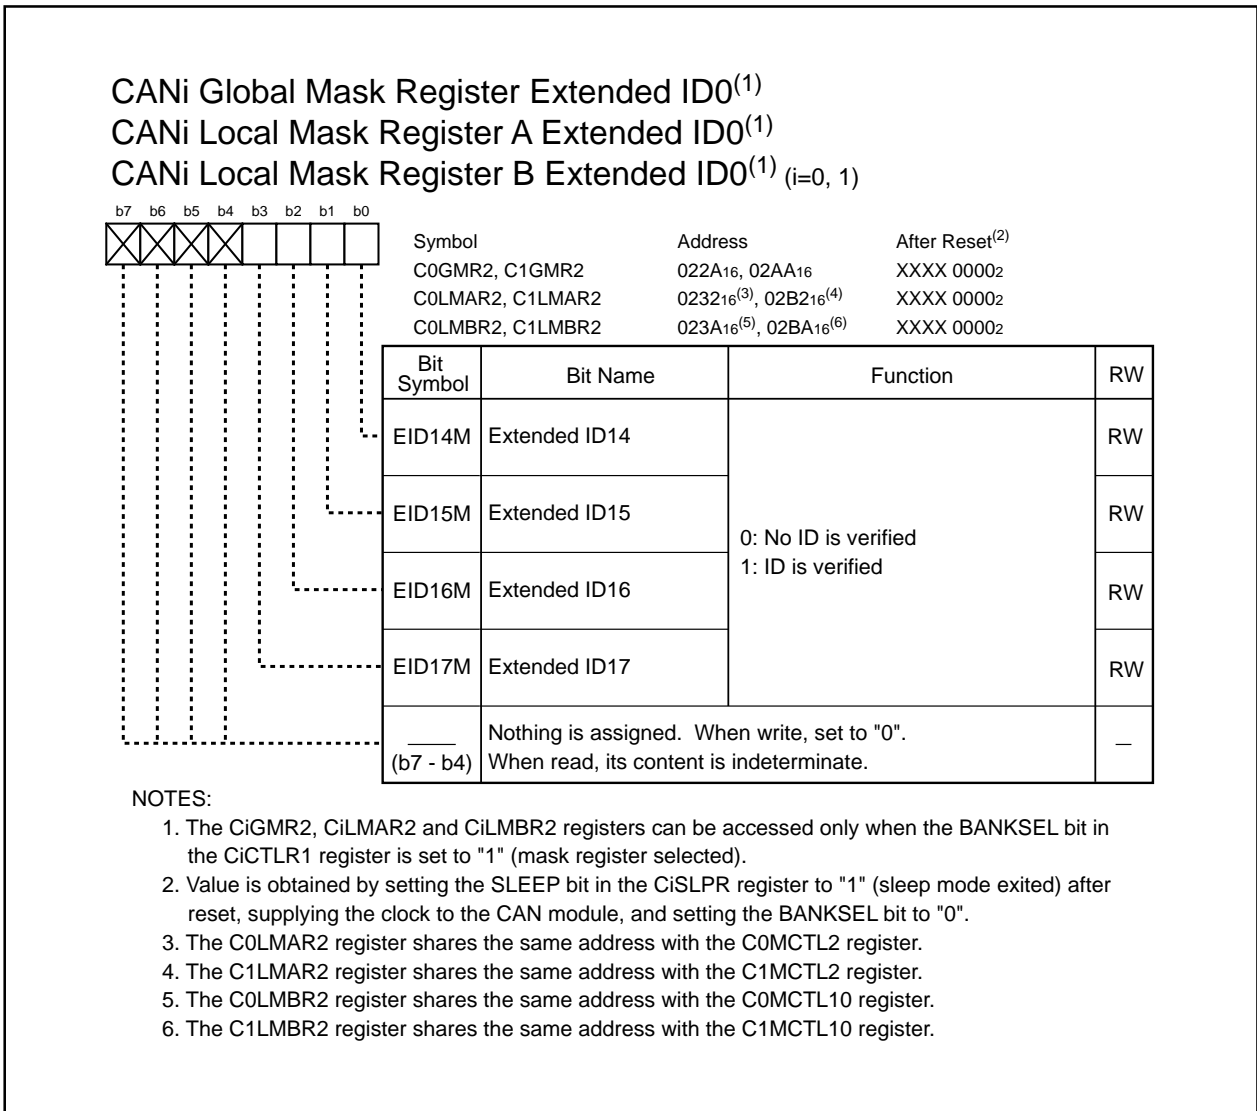 CANi Global Mask Register Extended ID0(1)
CANi Local Mask Register A Extended ID0(1)
CANi Local Mask Register B Extended ID0(1) (i=0, 1)
b7 b6 b5 b4 b3 b2 b1 b0
Symbol Address After Reset(2)
C0GMR2, C1GMR2 022A16, 02AA16 XXXX 00002
C0LMAR2, C1LMAR2 023216(3), 02B216(4) XXXX 00002
C0LMBR2, C1LMBR2 023A16(5), 02BA16(6) XXXX 00002
Bit Symbol Bit Name Function RW
EID14M Extended ID14 RW
EID15M Extended ID15 RW
0: No ID is verified
1: ID is verified
EID16M Extended ID16 RW
EID17M Extended ID17 RW
(b7 - b4) Nothing is assigned. When write, set to "0".
When read, its content is indeterminate. —
NOTES:
1. The CiGMR2, CiLMAR2 and CiLMBR2 registers can be accessed only when the BANKSEL bit in
the CiCTLR1 register is set to "1" (mask register selected).
2. Value is obtained by setting the SLEEP bit in the CiSLPR register to "1" (sleep mode exited) after
reset, supplying the clock to the CAN module, and setting the BANKSEL bit to "0".
3. The C0LMAR2 register shares the same address with the C0MCTL2 register.
4. The C1LMAR2 register shares the same address with the C1MCTL2 register.
5. The C0LMBR2 register shares the same address with the C0MCTL10 register.
6. The C1LMBR2 register shares the same address with the C1MCTL10 register.